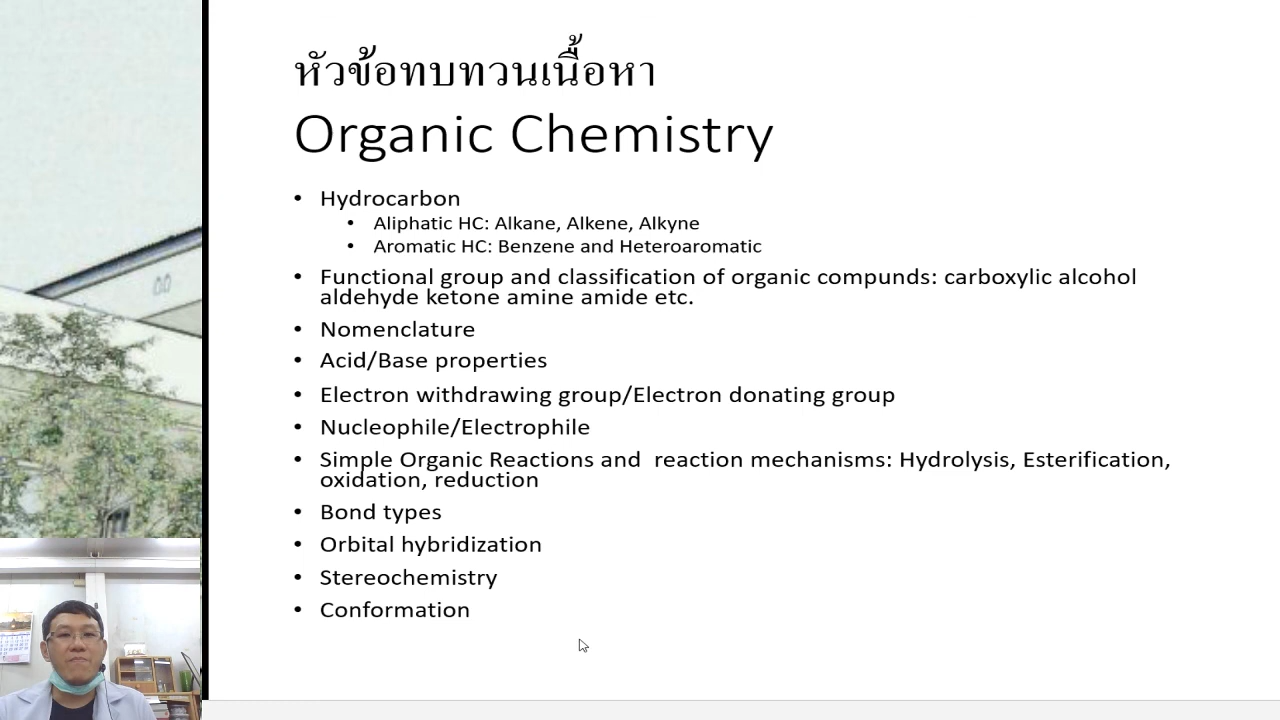 หัวข้อทบทวนเนื้อหา
Organic Chemistry
• Hydrocarbon
• Aliphatic HC: Alkane, Alkene, Alkyne
• Aromatic HC: Benzene and Heteroaromatic
• Functional group and classification of organic compunds: carboxylic alcohol
aldehyde ketone amine amide etc.
• Nomenclature
• Acid/Base properties
• Electron withdrawing group/Electron donating group
• Nucleophile/Electrophile
• Simple Organic Reactions and  reaction mechanisms: Hydrolysis, Esterification,
oxidation, reduction
• Bond types
• Orbital hybridization
• Stereochemistry
• Conformation